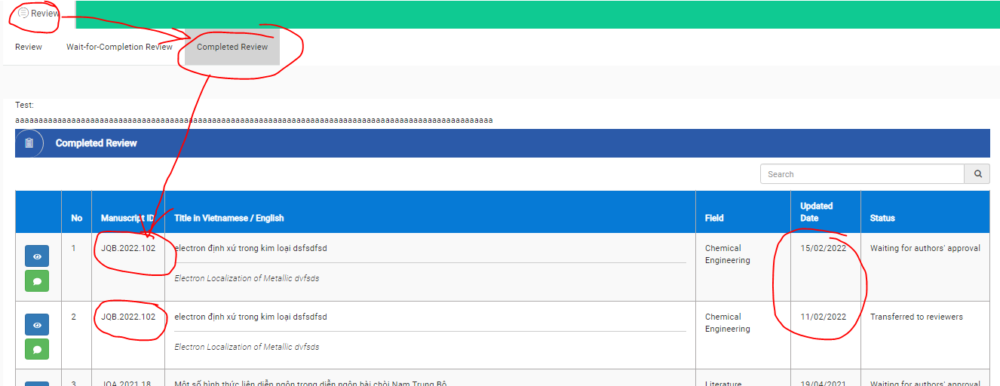 Review
Review Wait-for-Completion Review Completed Review
Test:
Completed Review
Search
No Manuscript ID Title in Vietnamese / English Field Updated Date Status
1 JQB.2022.102 electron định xứ trong kim loại dsfsdfsd Chemical Engineering 15/02/2022 Waiting for authors' approval
Electron Localization of Metallic dvfsds
2 JQB.2022.102 electron định xứ trong kim loại dsfsdfsd Chemical Engineering 11/02/2022 Transferred to reviewers
Electron Localization of Metallic dvfsds
3 JOA.2021.18 Một số hình thức liên diễn ngôn trong diễn ngôn bài chòi Nam Trung Bộ Literature 19/04/2021 Waiting for authors' approval